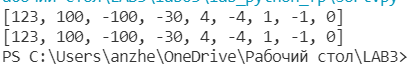 [123, 100, -100, -30, 4, -4, 1, -1, 0]
[123, 100, -100, -30, 4, -4, 1, -1, 0]
PS C:\Users\anzhe\OneDrive\Рабочий стол\LAB3>